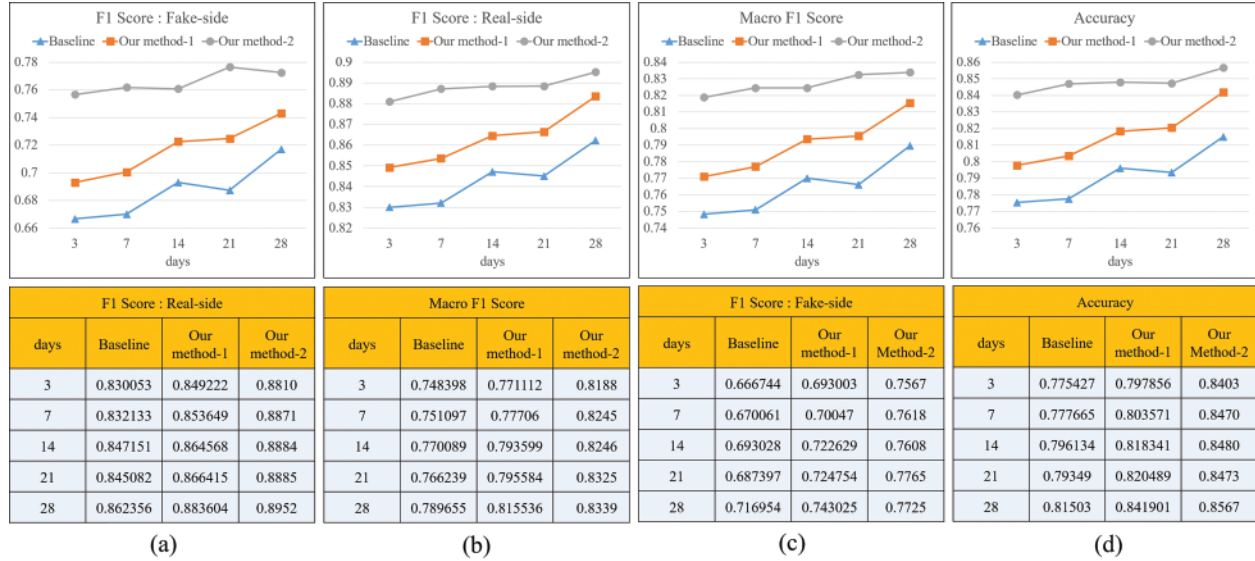 F1 Score : Fake-side
Baseline Our method-1 Our method-2
0.78
0.76
0.74
0.72
0.7
0.68
0.66
3 7 14 21 28
days
F1 Score : Real-side
Baseline Our method-1 Our method-2
0.9
0.89
0.88
0.87
0.86
0.85
0.84
0.83
0.82
3 7 14 21 28
days
Macro F1 Score
Baseline Our method-1 Our method-2
0.84
0.83
0.82
0.81
0.8
0.79
0.78
0.77
0.76
0.75
0.74
3 7 14 21 28
days
Accuracy
Baseline Our method-1 Our method-2
0.86
0.85
0.84
0.83
0.82
0.81
0.8
0.79
0.78
0.77
0.76
3 7 14 21 28
days
F1 Score : Real-side
days Baseline Our method-1 Our method-2
3 0.830053 0.849222 0.8810
7 0.832133 0.853649 0.8871
14 0.847151 0.864568 0.8884
21 0.845082 0.866415 0.8885
28 0.862356 0.883604 0.8952
(a)
Macro F1 Score
days Baseline Our method-1 Our method-2
3 0.748398 0.771112 0.8188
7 0.751097 0.77706 0.8245
14 0.770089 0.793599 0.8246
21 0.766239 0.795584 0.8325
28 0.789655 0.815536 0.8339
(b)
F1 Score : Fake-side
days Baseline Our method-1 Our Method-2
3 0.666744 0.693003 0.7567
7 0.670061 0.70047 0.7618
14 0.693028 0.722629 0.7608
21 0.687397 0.724754 0.7765
28 0.716954 0.743025 0.7725
(c)
Accuracy
days Baseline Our method-1 Our Method-2
3 0.775427 0.797856 0.8403
7 0.777665 0.803571 0.8470
14 0.796134 0.818341 0.8480
21 0.79349 0.820489 0.8473
28 0.81503 0.841901 0.8567
(d)